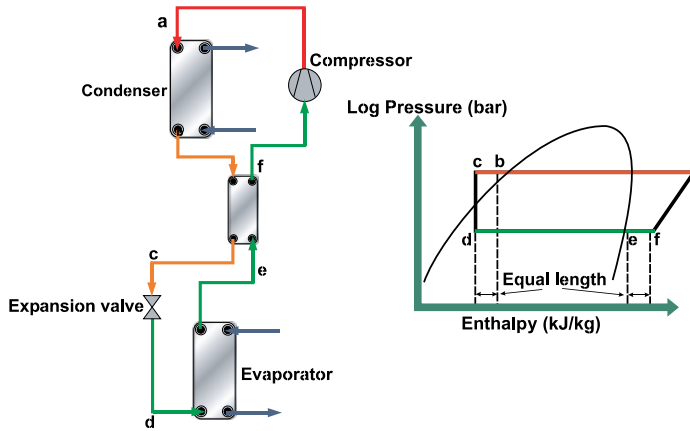 a
Compressor
Condenser
f
c
e
Expansion valve
Evaporator
d
Log Pressure (bar)
c b
d
e f
Equal length
Enthalpy (kJ/kg)